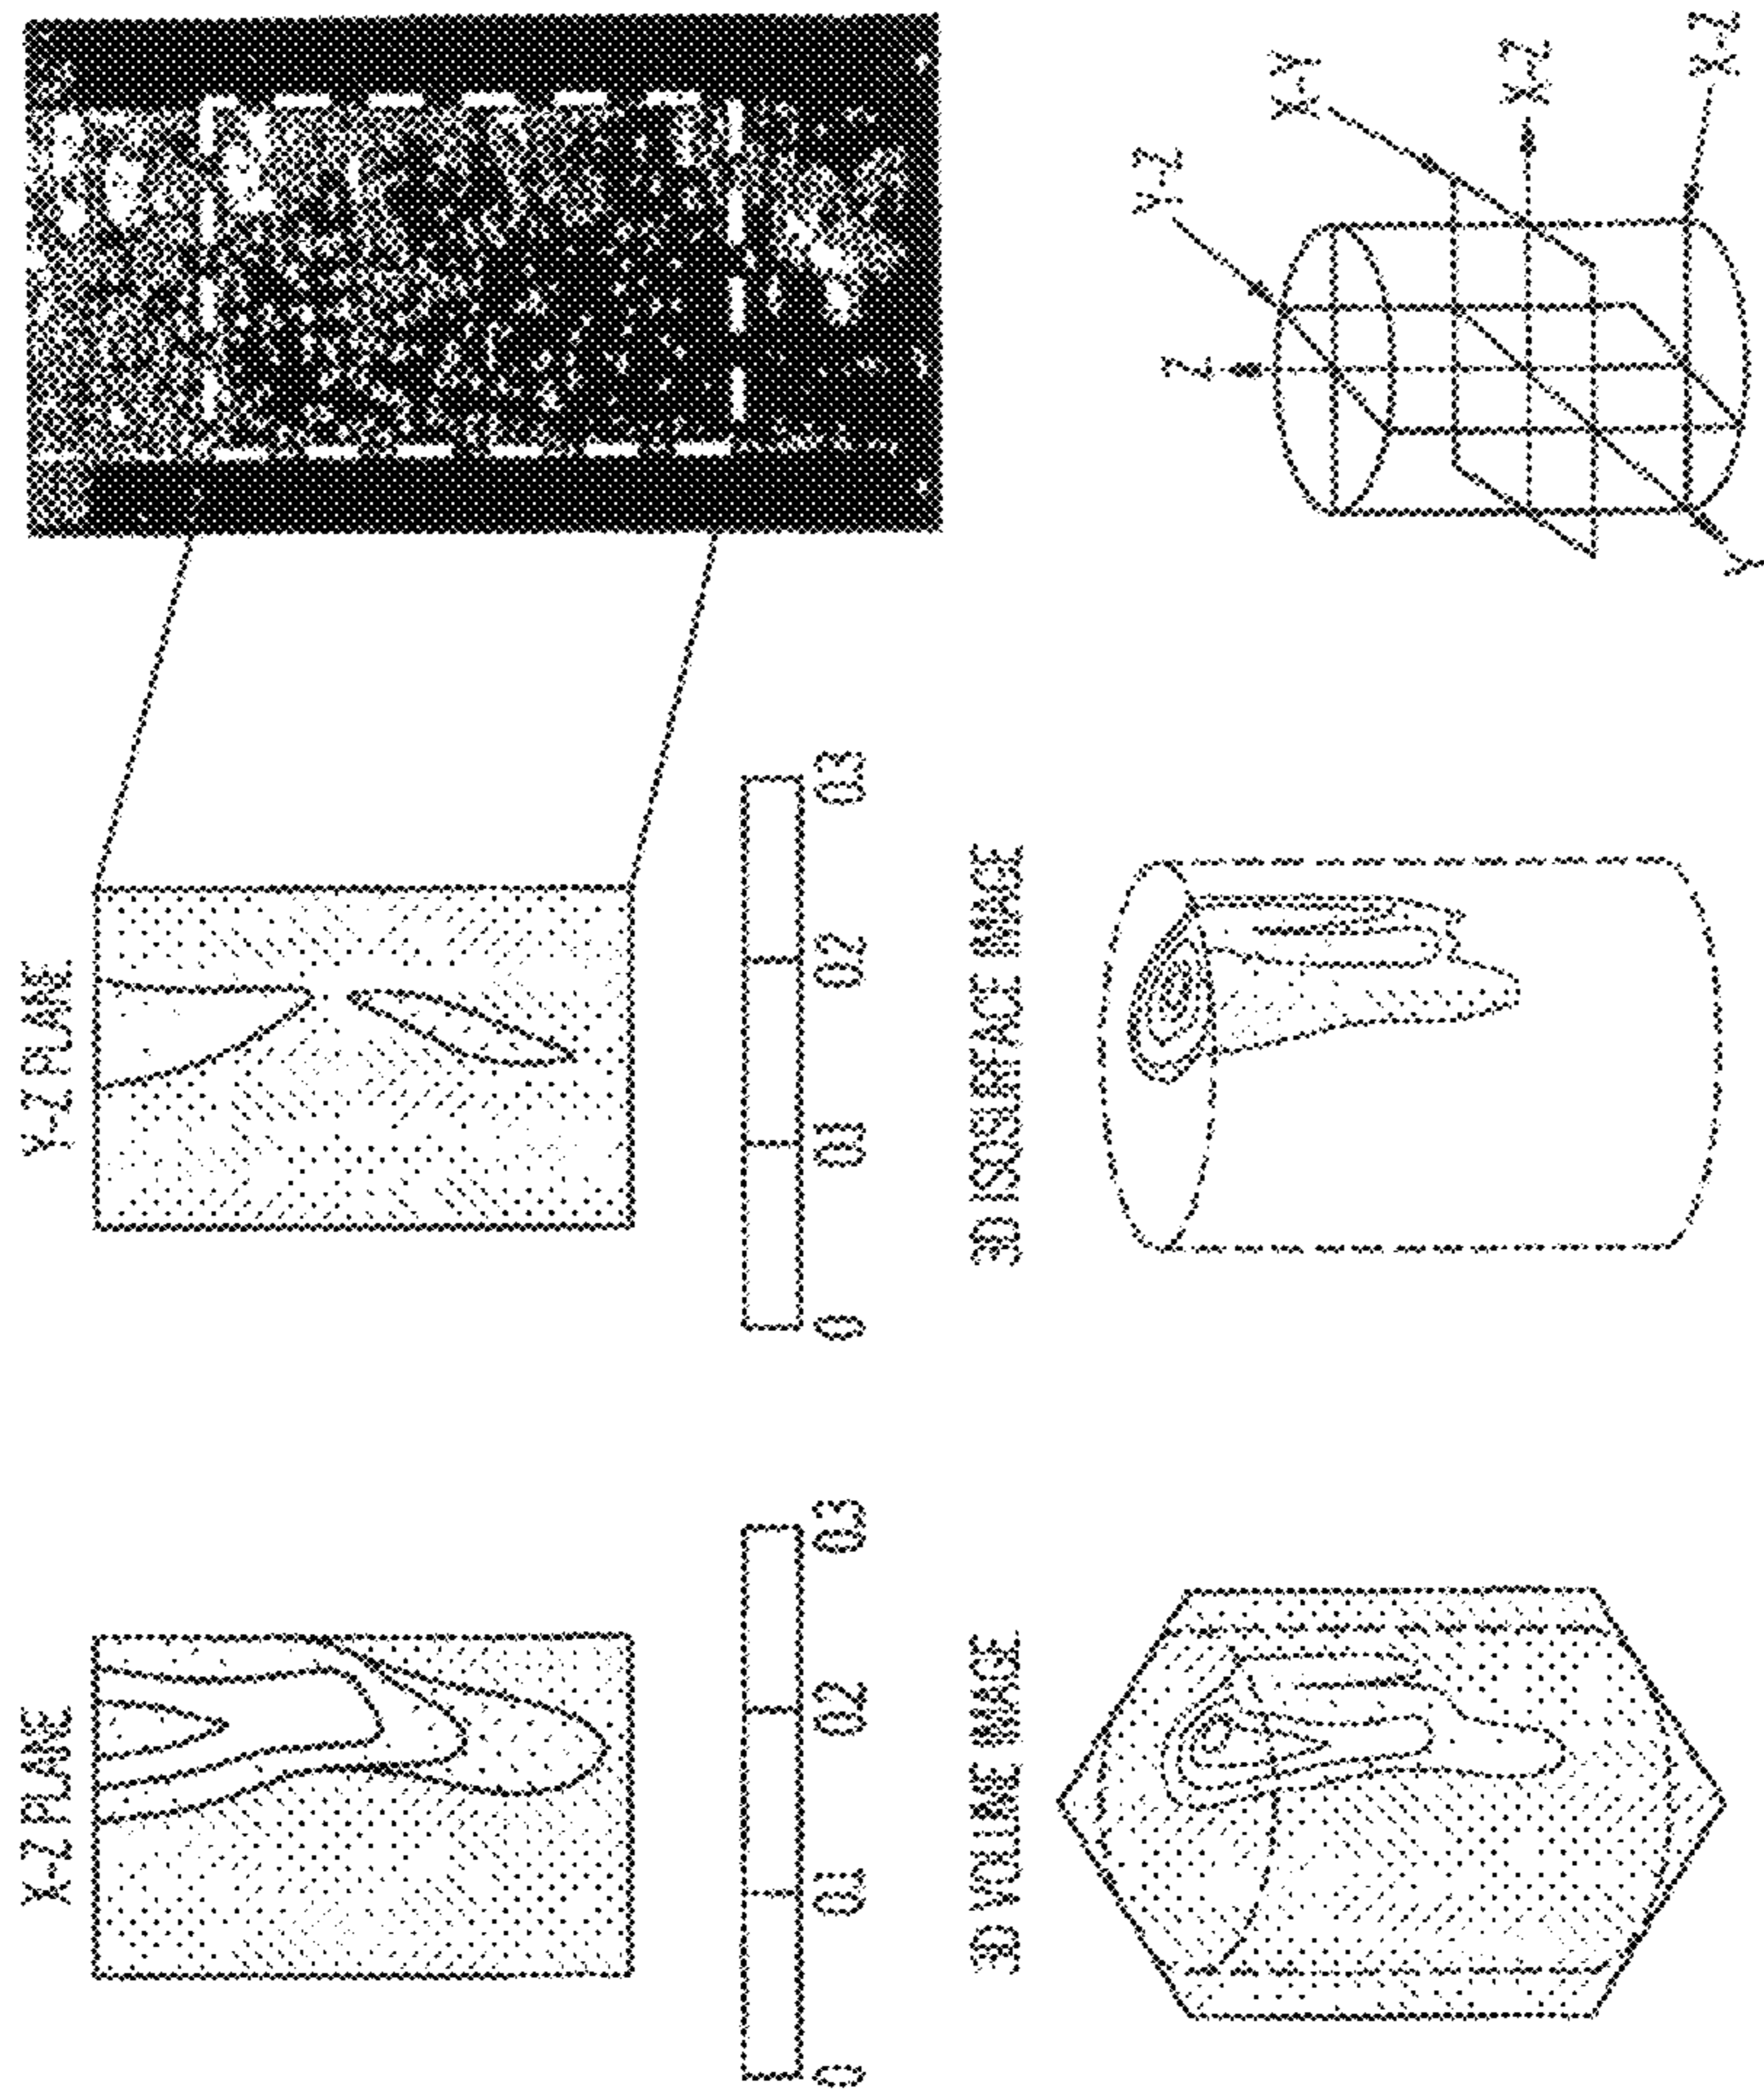 X-Z PLANE
Y-Z PLANE
0 0.1 0.2 0.3
0 0.1 0.2 0.3
3D VOLUME IMAGE
3D ISOSURFACE IMAGE
Y-Z
Z
X-Y
X-Z
X-Z
Y